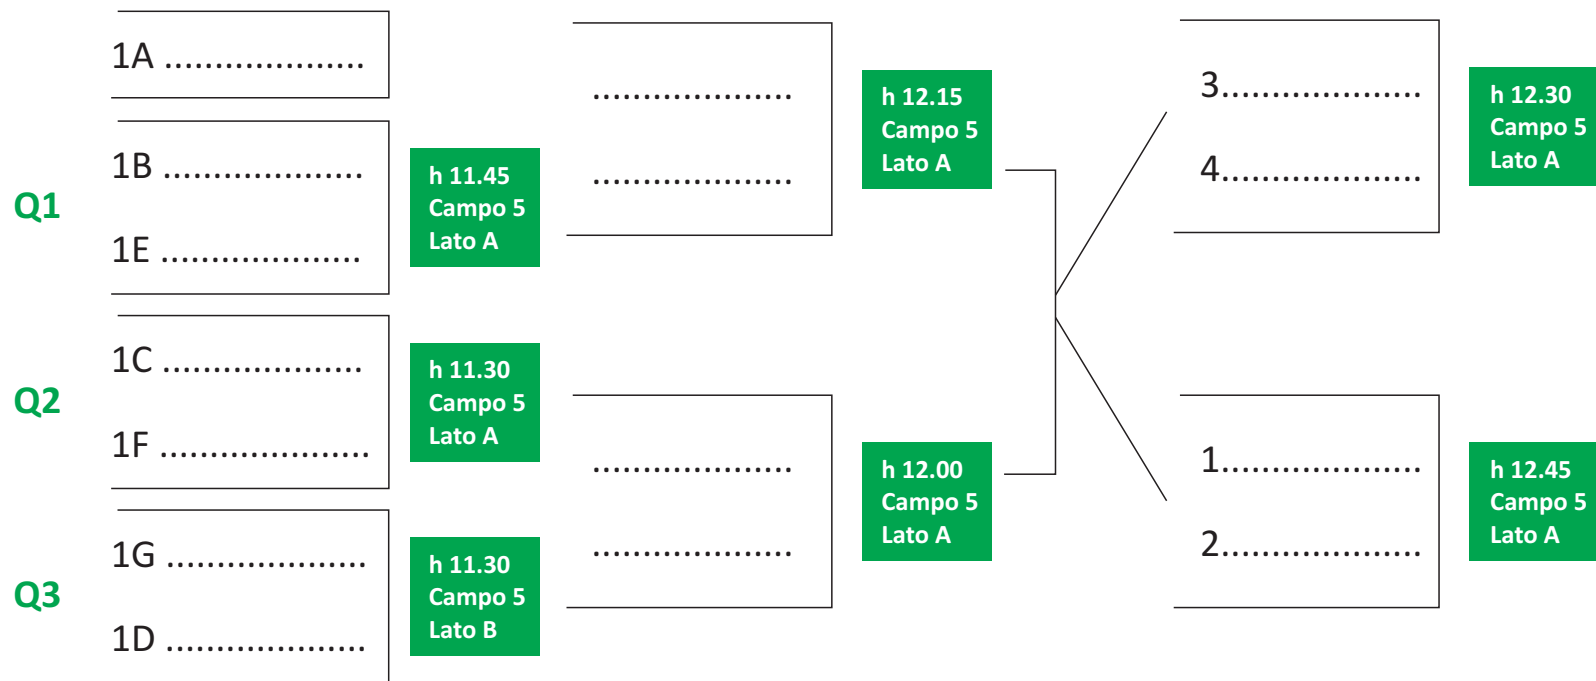 1A ....................
Q1
1B ....................
1E ....................
h 11.45
Campo 5
Lato A
Q2
1C ....................
1F .....................
h 11.30
Campo 5
Lato A
Q3
1G ....................
1D ....................
h 11.30
Campo 5
Lato B
....................
....................
h 12.15
Campo 5
Lato A
....................
....................
h 12.00
Campo 5
Lato A
3....................
4....................
h 12.30
Campo 5
Lato A
1....................
2....................
h 12.45
Campo 5
Lato A